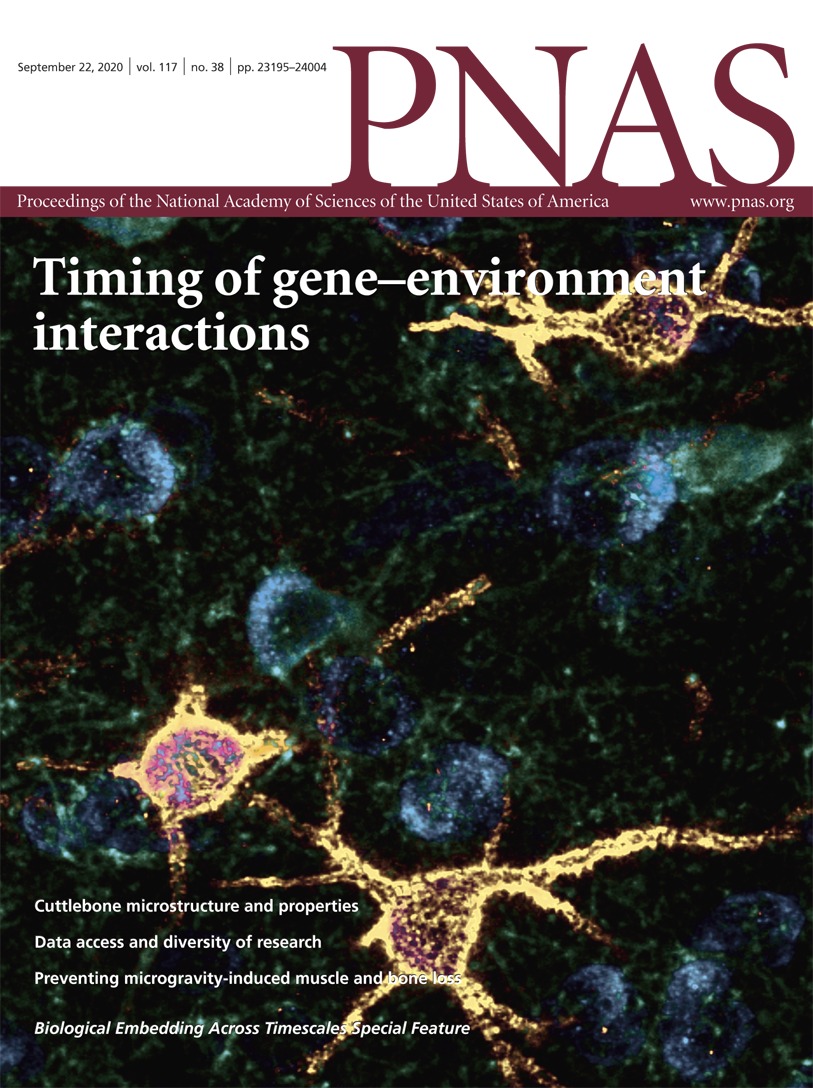 September 22, 2020 | vol. 117 | no. 38 | pp. 23195–24004
PNAS
Proceedings of the National Academy of Sciences of the United States of America www.pnas.org
Timing of gene–environment
interactions
Cuttlebone microstructure and properties
Data access and diversity of research
Preventing microgravity-induced muscle and bone loss
Biological Embedding Across Timescales Special Feature